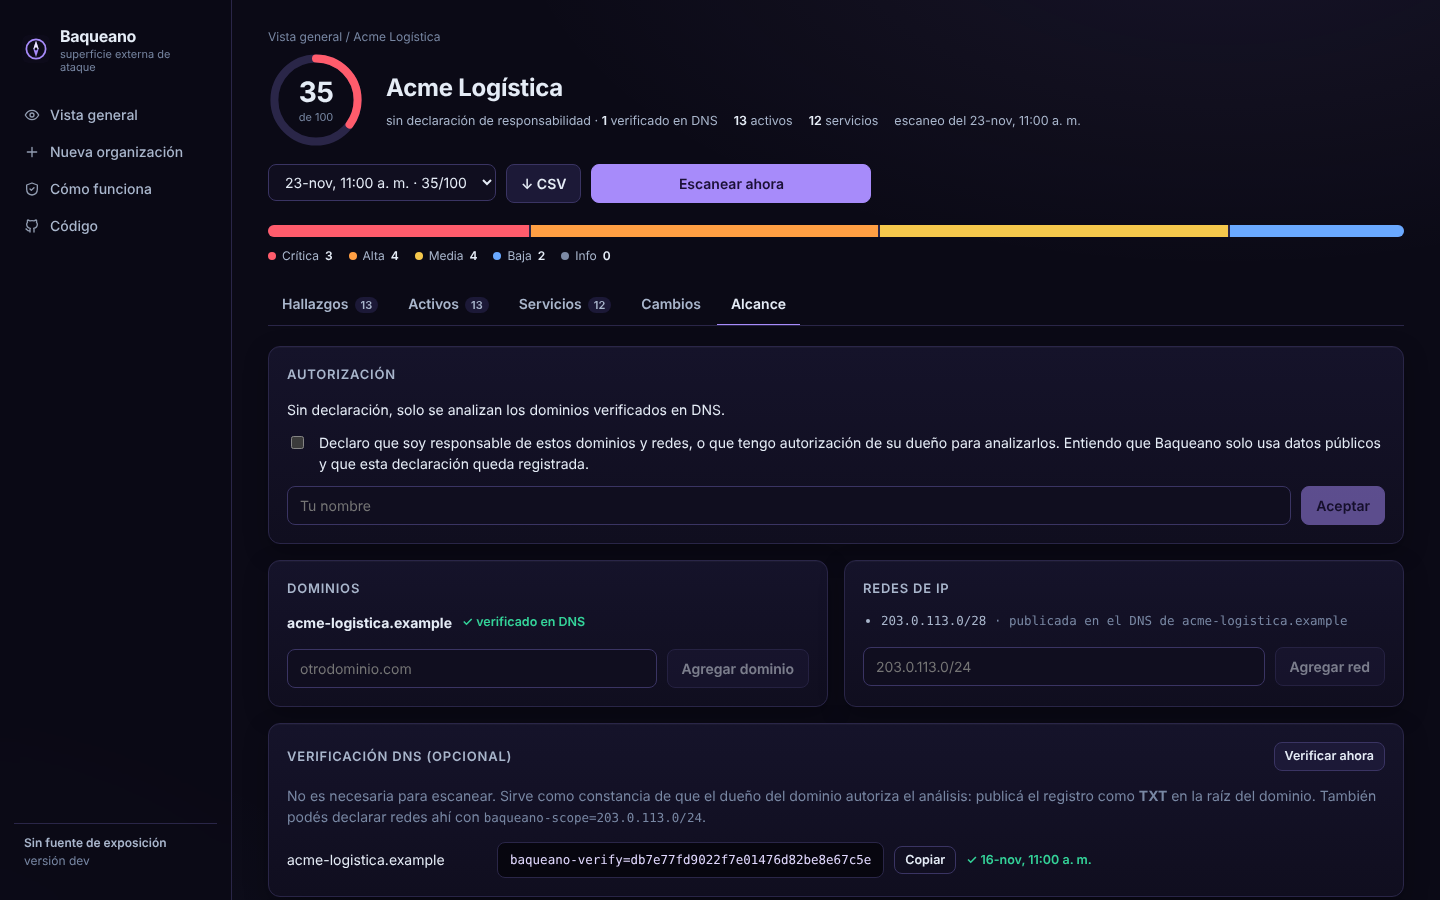 Baqueano
superficie externa de
ataque
Vista general
Nueva organización
Cómo funciona
Código
Sin fuente de exposición
versión dev
Vista general / Acme Logística
35
de 100
Acme Logística
sin declaración de responsabilidad · 1 verificado en DNS 13 activos 12 servicios escaneo del 23-nov, 11:00 a. m.
23-nov, 11:00 a. m. · 35/100
↓ CSV
Escanear ahora
Crítica 3 Alta 4 Media 4 Baja 2 Info 0
Hallazgos 13 Activos 13 Servicios 12 Cambios Alcance
AUTORIZACIÓN
Sin declaración, solo se analizan los dominios verificados en DNS.
Declaro que soy responsable de estos dominios y redes, o que tengo autorización de su dueño para analizarlos. Entiendo que Baqueano solo usa datos públicos
y que esta declaración queda registrada.
Tu nombre
Aceptar
DOMINIOS
acme-logistica.example ✓ verificado en DNS
otrodominio.com
Agregar dominio
REDES DE IP
• 203.0.113.0/28 · publicada en el DNS de acme-logistica.example
203.0.113.0/24
Agregar red
VERIFICACIÓN DNS (OPCIONAL)
Verificar ahora
No es necesaria para escanear. Sirve como constancia de que el dueño del dominio autoriza el análisis: publicá el registro como TXT en la raíz del dominio. También
podés declarar redes ahí con baqueano-scope=203.0.113.0/24.
acme-logistica.example
baqueano-verify=db7e77fd9022f7e01476d82be8e67c5e
Copiar
✓ 16-nov, 11:00 a. m.